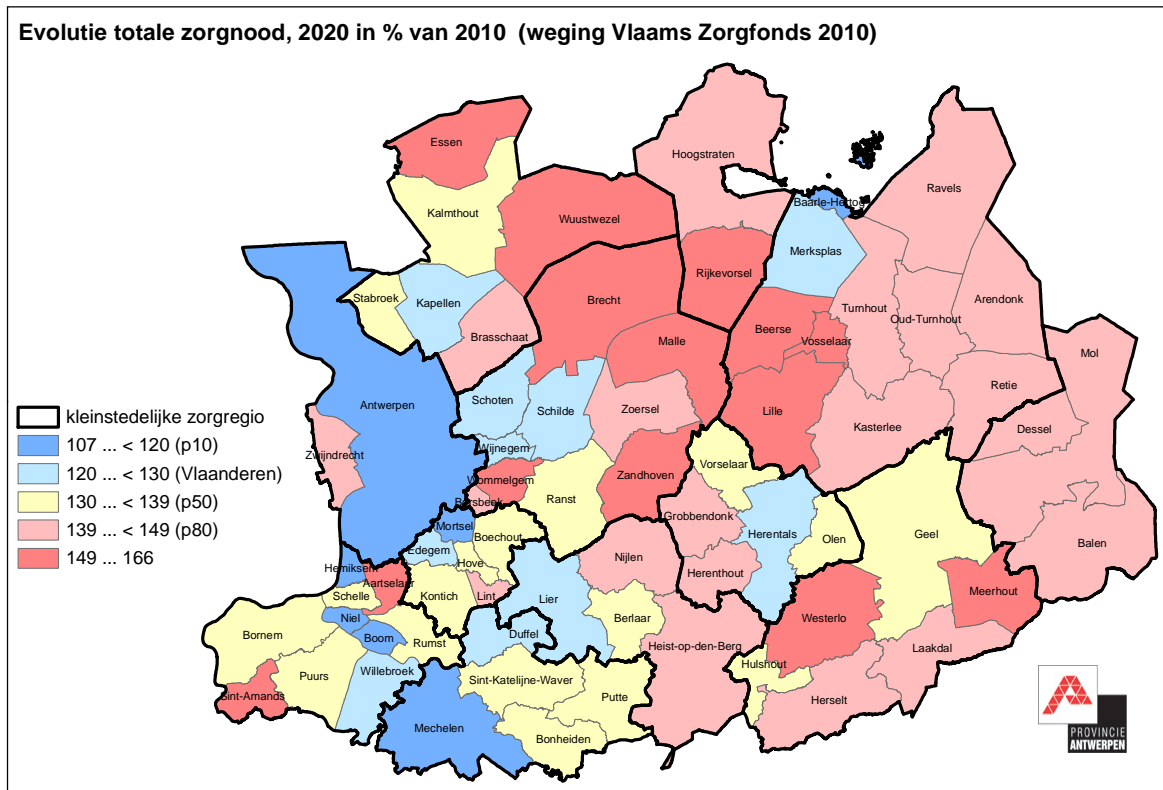 Evolutie totale zorgnood, 2020 in % van 2010 (weging Vlaams Zorgfonds 2010)
Essen
Hoogstraten
Ravels
Kalmthout
Baarle-Hertog
Wuustwezel
Merksplas
Rijkevorsel
Stabroek
Kapellen
Brecht
Turnhout
Oud-Turnhout
Arendonk
Brasschaat
Beerse
Vosselaar
Malle
Mol
Retie
Antwerpen
Schoten
Schilde
Zoersel
Lille
Kasterlee
Dessel
Wijnegem
Zwijndrecht
Vorselaar
Wommelgem
Zandhoven
Borsbeek
Ranst
Grobbendonk
Herentals
Olen
Geel
Balen
Mortsel
Boechout
Edegem
Hove
Nijlen
Herenthout
Hemiksem
Aartselaar
Schelle
Kontich
Lint
Meerhout
Niel
Lier
Berlaar
Westerlo
Bornem
Boom
Rumst
Duffel
Heist-op-den-Berg
Laakdal
Hulshout
Puurs
Willebroek
Sint-Katelijne-Waver
Sint-Amands
Putte
Herselt
Mechelen
Bonheiden
kleinstedelijke zorgregio
107 ... < 120 (p10)
120 ... < 130 (Vlaanderen)
130 ... < 139 (p50)
139 ... < 149 (p80)
149 ... 166
PROVINCIE
ANTWERPEN